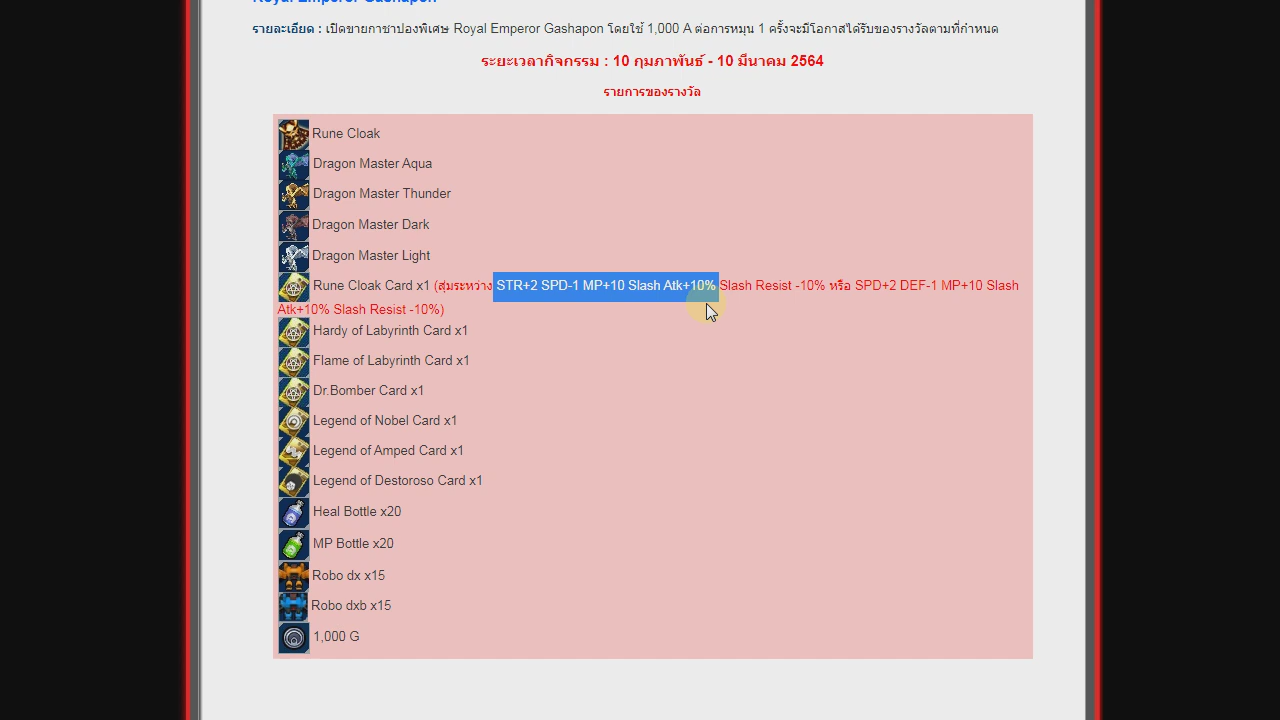 Royal Emperor Gashapon
รายละเอียด : เปิดขายกาชาปองพิเศษ Royal Emperor Gashapon โดยใช้ 1,000 A ต่อการหมุน 1 ครั้งจะมีโอกาสได้รับของรางวัลตามที่กำหนด
ระยะเวลากิจกรรม : 10 กุมภาพันธ์ - 10 มีนาคม 2564
รายการของรางวัล
Rune Cloak
Dragon Master Aqua
Dragon Master Thunder
Dragon Master Dark
Dragon Master Light
Rune Cloak Card x1 (สุ่มระหว่าง STR+2 SPD-1 MP+10 Slash Atk+10% Slash Resist -10% หรือ SPD+2 DEF-1 MP+10 Slash
Atk+10% Slash Resist -10%)
Hardy of Labyrinth Card x1
Flame of Labyrinth Card x1
Dr.Bomber Card x1
Legend of Nobel Card x1
Legend of Amped Card x1
Legend of Destoroso Card x1
Heal Bottle x20
MP Bottle x20
Robo dx x15
Robo dxb x15
1,000 G